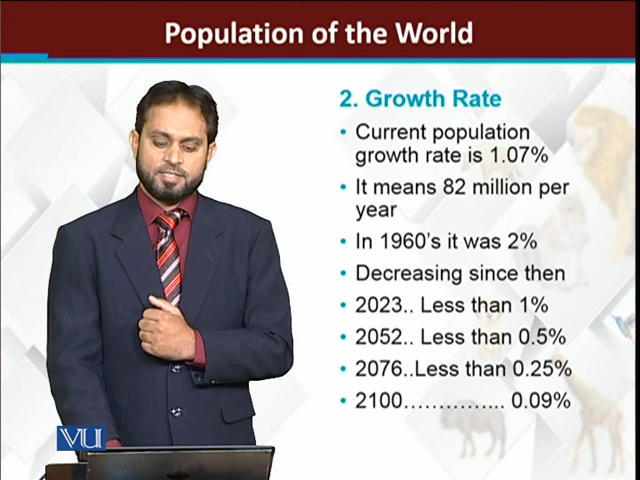 Population of the World
2. Growth Rate
• Current population
growth rate is 1.07%
• It means 82 million per
year
• In 1960's it was 2%
• Decreasing since then
• 2023.. Less than 1%
• 2052.. Less than 0.5%
• 2076..Less than 0.25%
• 2100................ 0.09%
VU